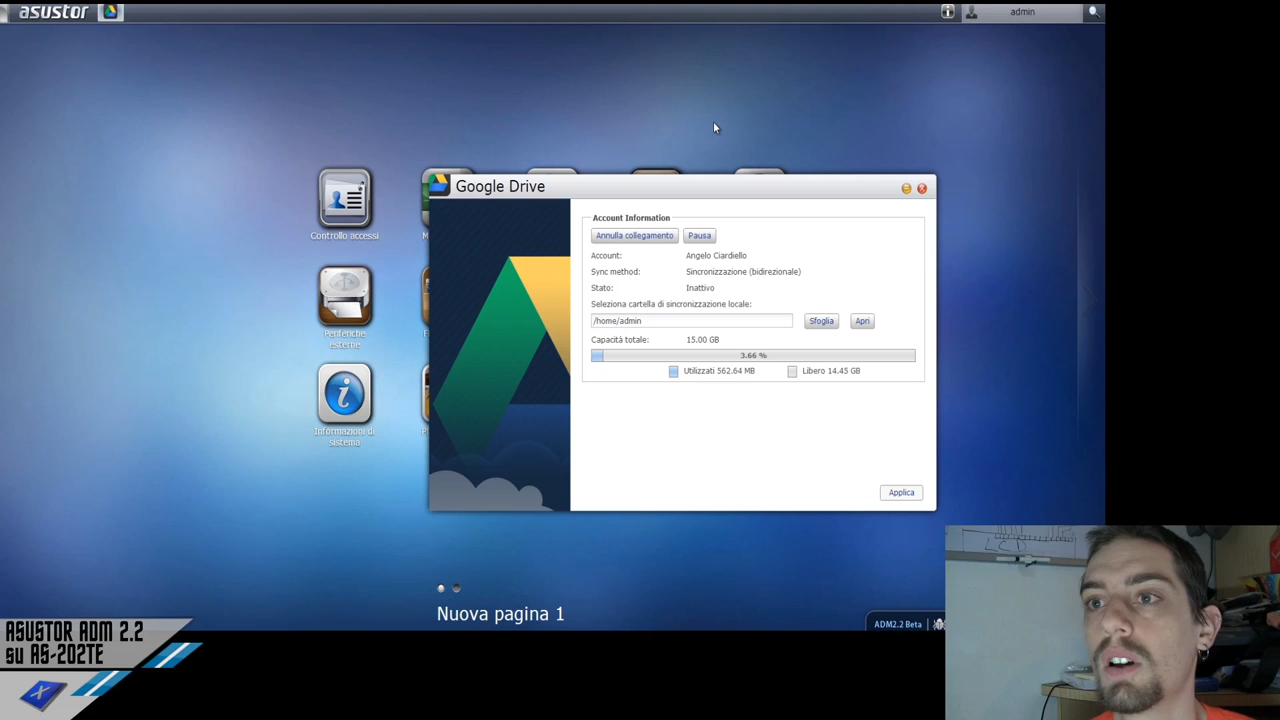 asustor
admin
Google Drive
Account Information
Annulla collegamento
Pausa
Account:
Angelo Ciardiello
Sync method:
Sincronizzazione (bidirezionale)
Stato:
Inattivo
Seleziona cartella di sincronizzazione locale:
/home/admin
Sfoglia
Apri
Capacità totale:
15.00 GB
3.66 %
Utilizzati 562.64 MB
Libero 14.45 GB
Applica
Controllo accessi
Periferiche
esterne
Informazioni di
sistema
Nuova pagina 1
ADM2.2 Beta
ASUSTOR ADM 2.2
su AS-202TE
X
LCD